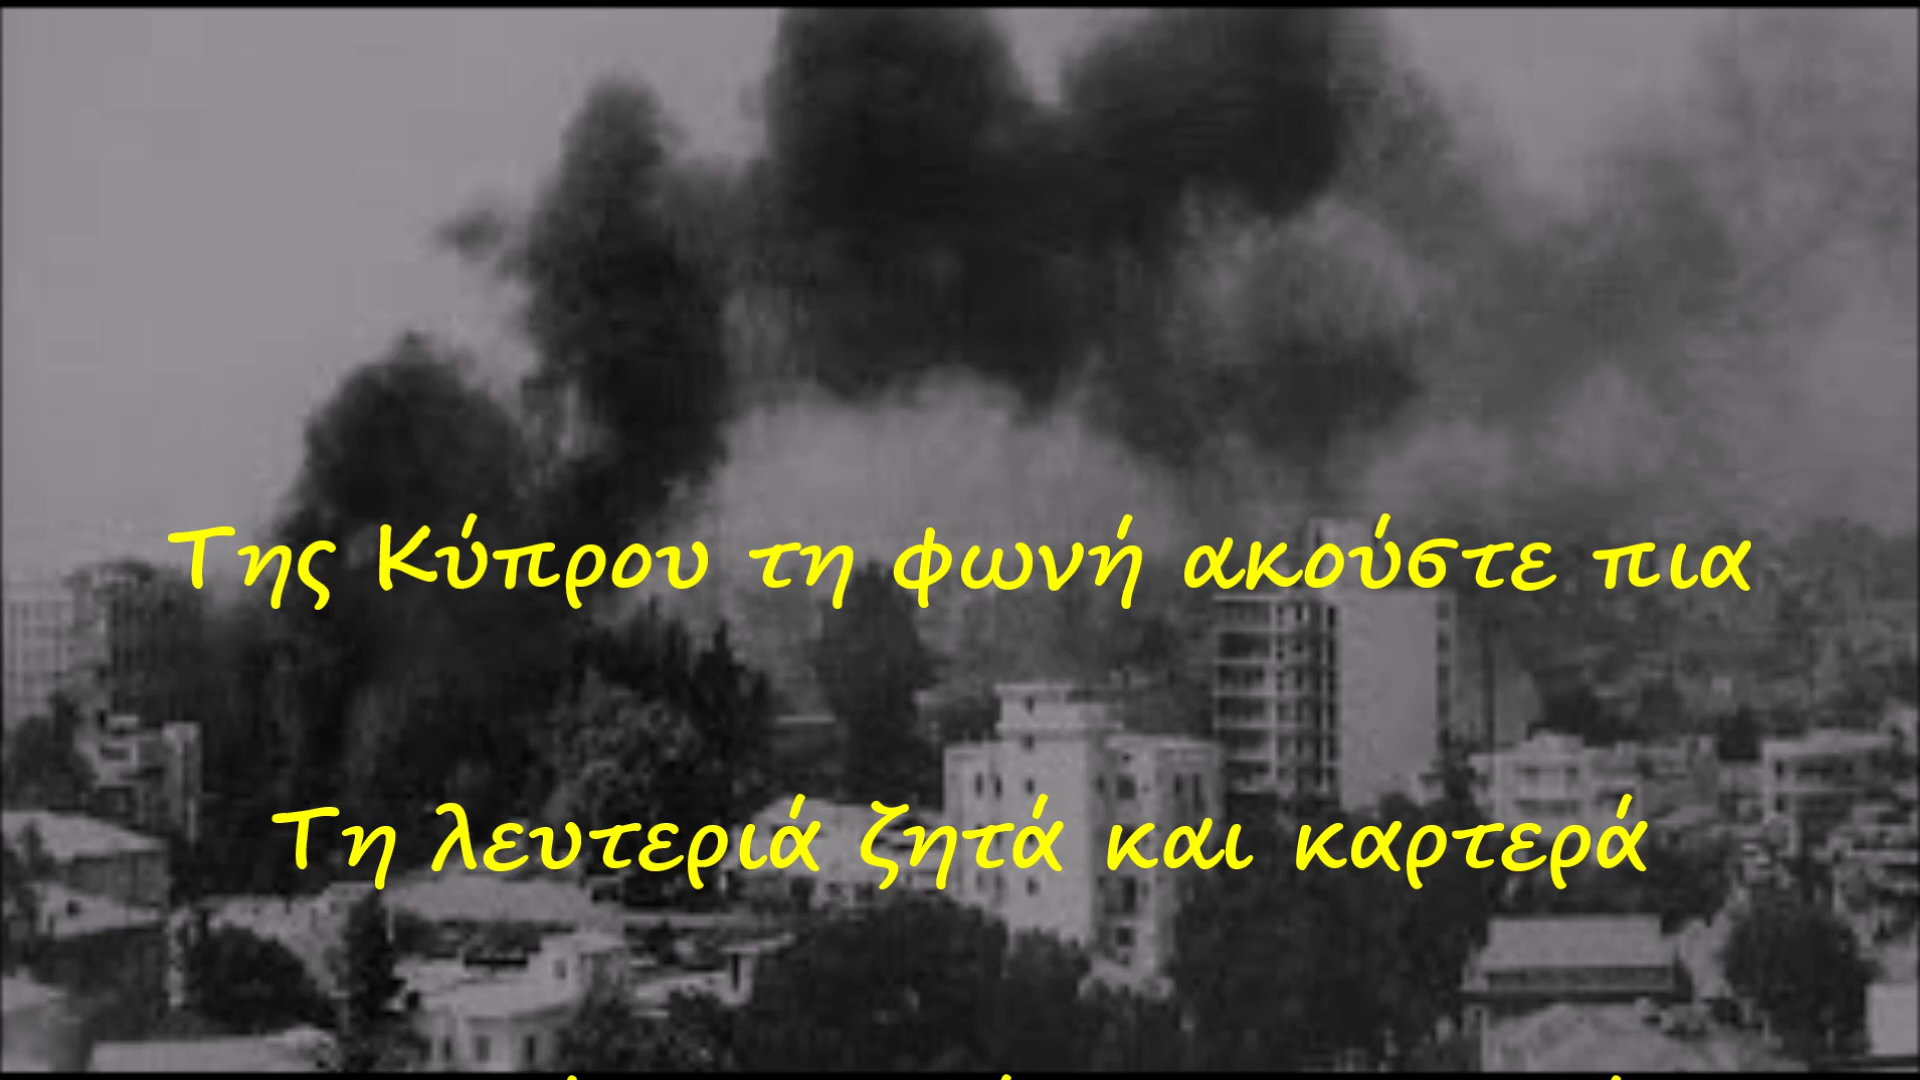 Της Κύπρου τη φωνή ακούστε πια
Τη λευτεριά ζητά και καρτερά